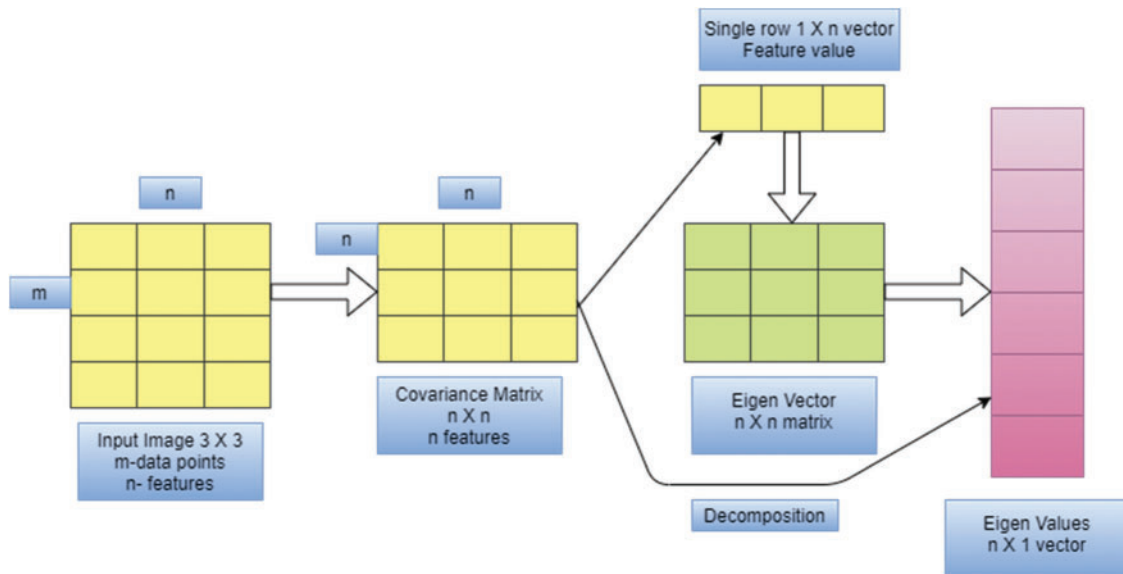 Single row 1 X n vector
Feature value
n
n
n
m
Input Image 3 X 3
m-data points
n- features
Covariance Matrix
n X n
n features
Eigen Vector
n X n matrix
Decomposition
Eigen Values
n X 1 vector